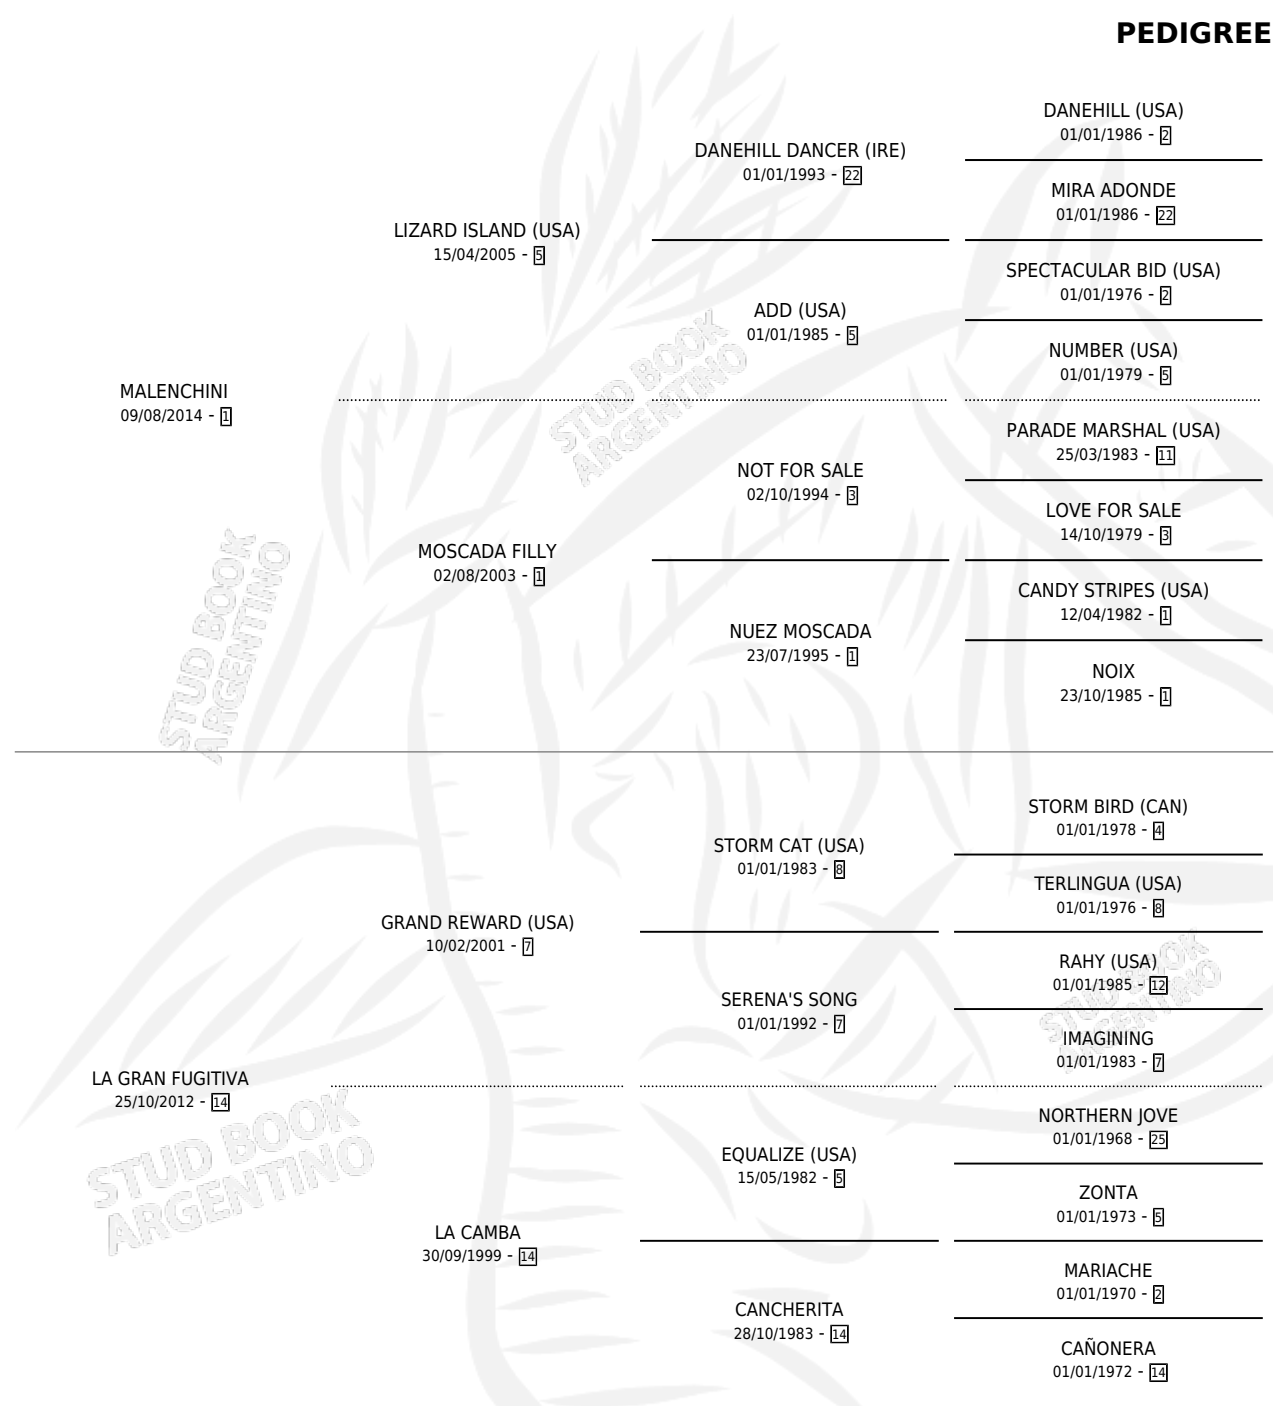 PEDIGREE
DANEHILL (USA)
01/01/1986 - 2
DANEHILL DANCER (IRE)
01/01/1993 - 22
MIRA ADONDE
01/01/1986 - 22
LIZARD ISLAND (USA)
15/04/2005 - 5
SPECTACULAR BID (USA)
01/01/1976 - 2
ADD (USA)
01/01/1985 - 5
NUMBER (USA)
01/01/1979 - 5
MALENCHINI
09/08/2014 - 1
PARADE MARSHAL (USA)
25/03/1983 - 11
NOT FOR SALE
02/10/1994 - 3
LOVE FOR SALE
14/10/1979 - 3
MOSCADA FILLY
02/08/2003 - 1
CANDY STRIPES (USA)
12/04/1982 - 1
NUEZ MOSCADA
23/07/1995 - 1
NOIX
23/10/1985 - 1
STORM BIRD (CAN)
01/01/1978 - 4
STORM CAT (USA)
01/01/1983 - 8
TERLINGUA (USA)
01/01/1976 - 8
GRAND REWARD (USA)
10/02/2001 - 7
RAHY (USA)
01/01/1985 - 12
SERENA'S SONG
01/01/1992 - 7
IMAGINING
01/01/1983 - 7
LA GRAN FUGITIVA
25/10/2012 - 14
NORTHERN JOVE
01/01/1968 - 25
EQUALIZE (USA)
15/05/1982 - 5
ZONTA
01/01/1973 - 5
LA CAMBA
30/09/1999 - 14
MARIACHE
01/01/1970 - 2
CANCHERITA
28/10/1983 - 14
CAÑONERA
01/01/1972 - 14
STUD BOOK
ARGENTINO
STUD BOOK
ARGENTINO
STUD BOOK
ARGENTINO
STUD BOOK
ARGENTINO